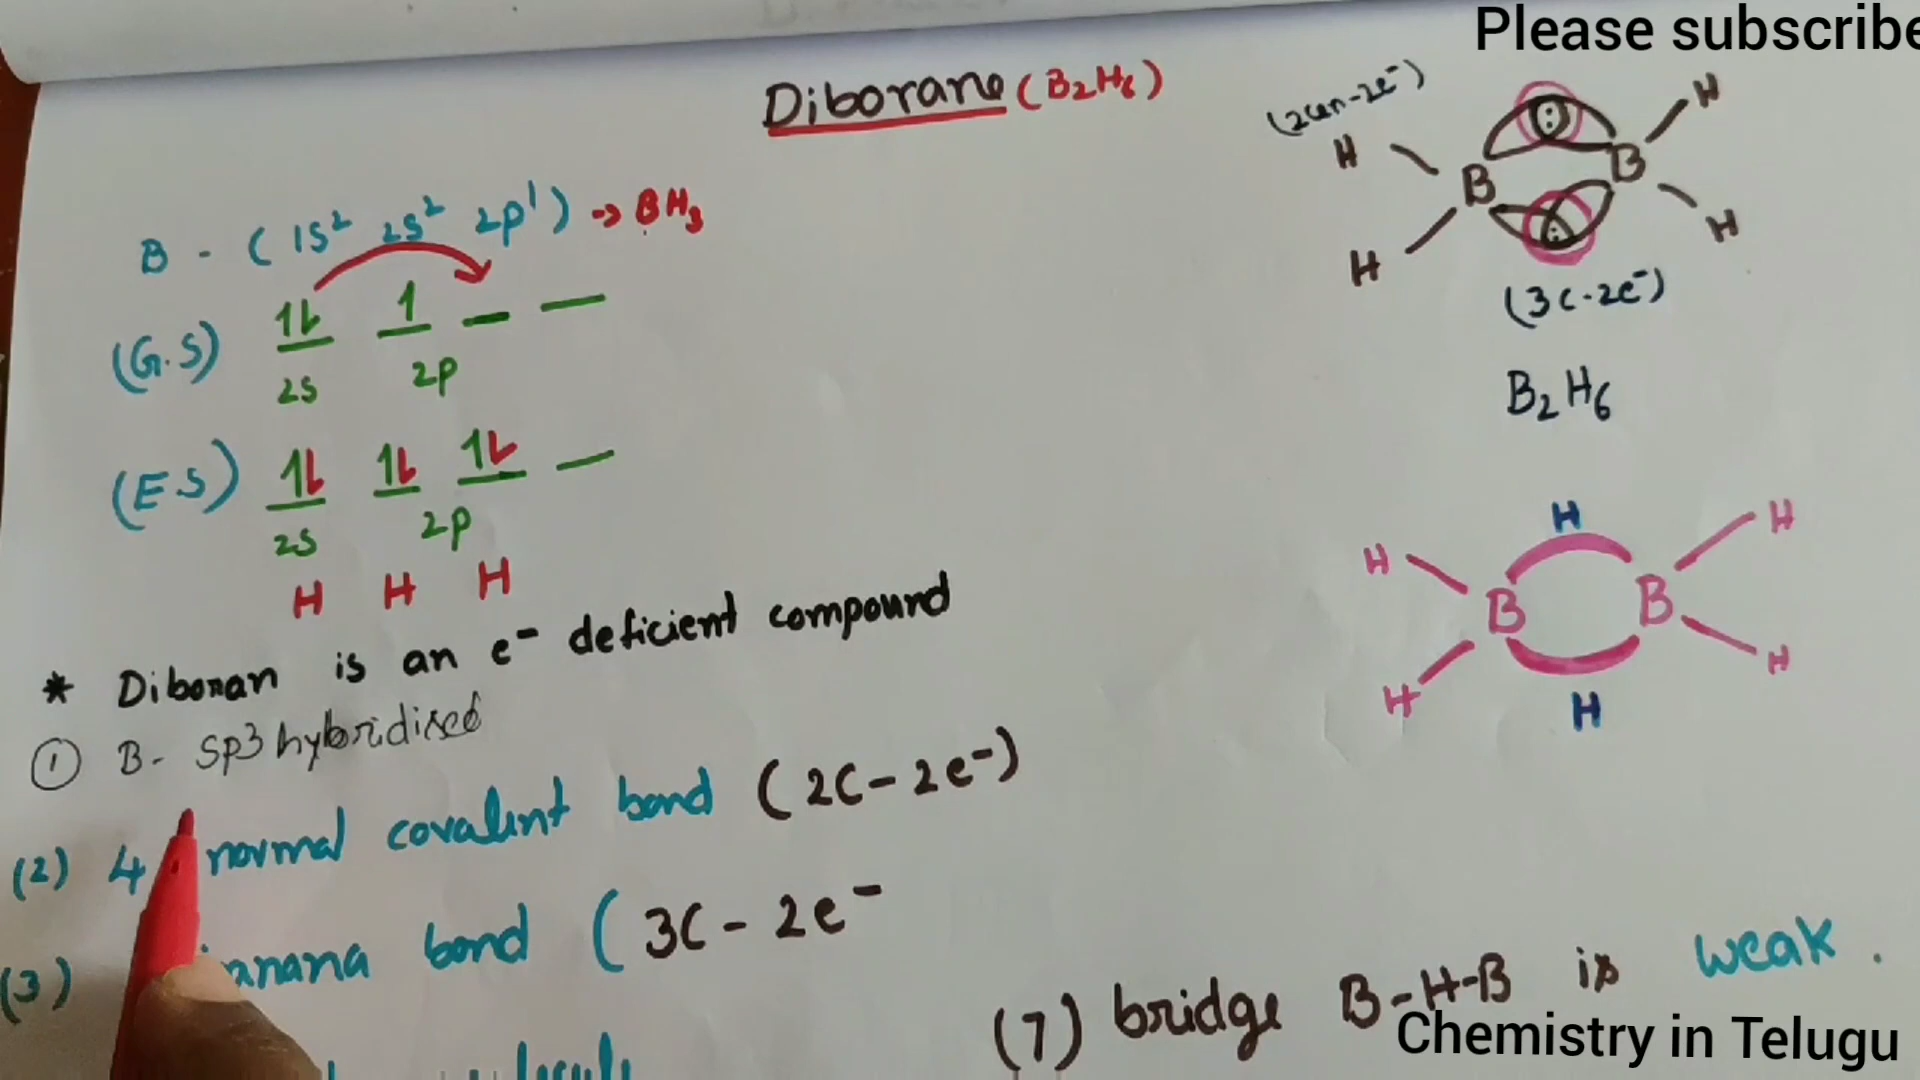 Please subscribe
Diborane (B₂H₆)
B - (1s² 2s² 2p¹) → BH₃
(G.S) 1L 1
2s 2p
(E.S) 1L 1L 1L
2s 2p
H H H
* Diboran is an e⁻ deficient compound
① B- Sp3 hybridised
(2) 4 normal covalent bond (2C-2e⁻)
(3) anana bond (3C-2e⁻
(7) bridge B-H-B is weak.
(2cen-2e⁻)
H H
B B
H H
(3c-2e⁻)
B₂H₆
H
H H
B B
H H
H
Chemistry in Telugu